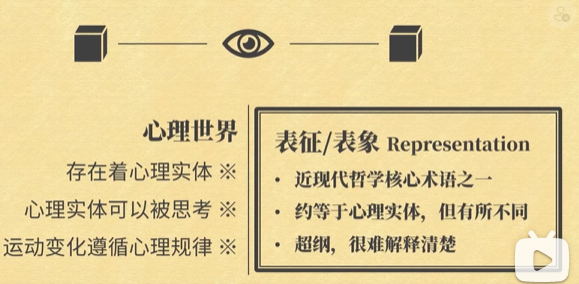 心理世界
存在着心理实体 ※
心理实体可以被思考 ※
运动变化遵循心理规律 ※
表征/表象 Representation
• 近现代哲学核心术语之一
• 约等于心理实体，但有所不同
• 超纲，很难解释清楚